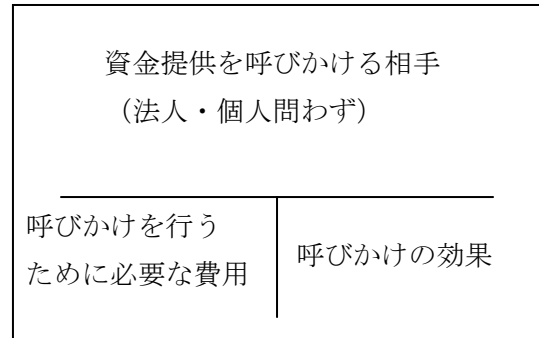 資金提供を呼びかける相手
（法人・個人問わず）
呼びかけを行う
ために必要な費用
呼びかけの効果